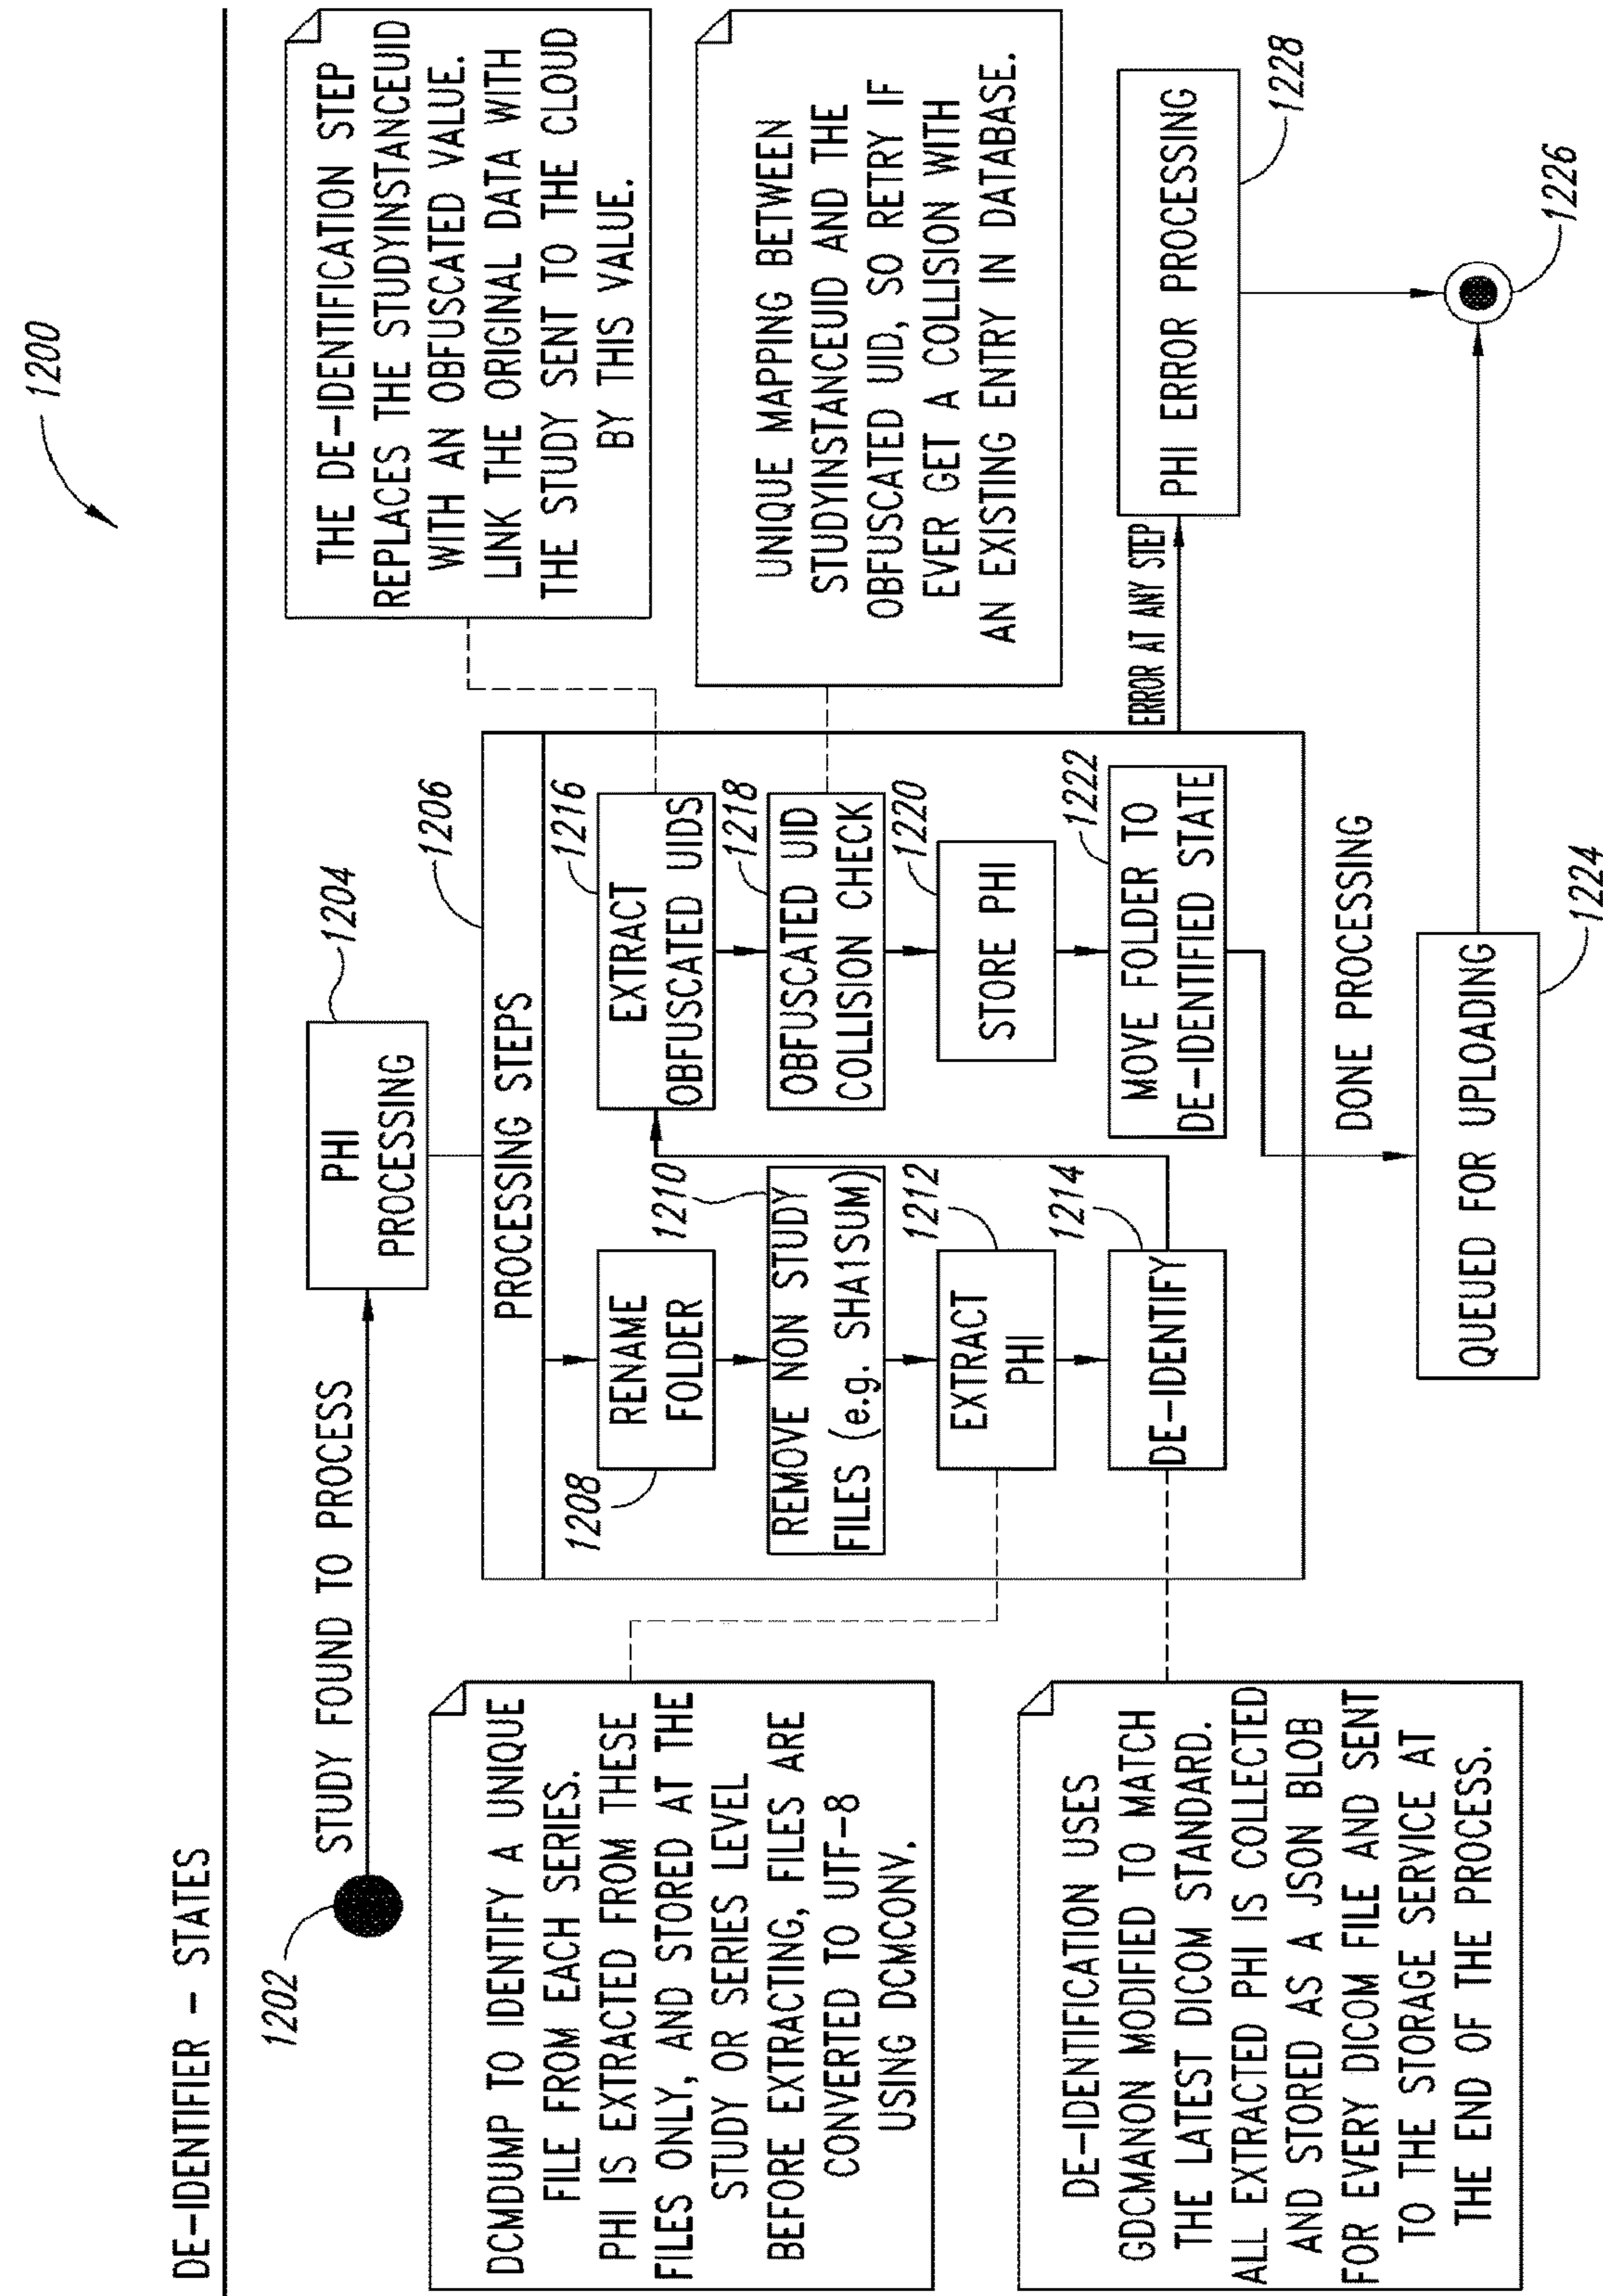 DE-IDENTIFIER - STATES
1200
1202
STUDY FOUND TO PROCESS
PHI
PROCESSING
1204
DCMDUMP TO IDENTIFY A UNIQUE
FILE FROM EACH SERIES.
PHI IS EXTRACTED FROM THESE
FILES ONLY, AND STORED AT THE
STUDY OR SERIES LEVEL
BEFORE EXTRACTING, FILES ARE
CONVERTED TO UTF-8
USING DCMCONV.
DE-IDENTIFICATION USES
GDCMANON MODIFIED TO MATCH
THE LATEST DICOM STANDARD.
ALL EXTRACTED PHI IS COLLECTED
AND STORED AS A JSON BLOB
FOR EVERY DICOM FILE AND SENT
TO THE STORAGE SERVICE AT
THE END OF THE PROCESS.
PROCESSING STEPS
1206
1208
RENAME
FOLDER
1210
REMOVE NON STUDY
FILES (e.g. SHA1SUM)
1212
EXTRACT
PHI
1214
DE-IDENTIFY
1216
EXTRACT
OBFUSCATED UIDS
1218
OBFUSCATED UID
COLLISION CHECK
1220
STORE PHI
1222
MOVE FOLDER TO
DE-IDENTIFIED STATE
THE DE-IDENTIFICATION STEP
REPLACES THE STUDYINSTANCEUID
WITH AN OBFUSCATED VALUE.
LINK THE ORIGINAL DATA WITH
THE STUDY SENT TO THE CLOUD
BY THIS VALUE.
UNIQUE MAPPING BETWEEN
STUDYINSTANCEUID AND THE
OBFUSCATED UID, SO RETRY IF
EVER GET A COLLISION WITH
AN EXISTING ENTRY IN DATABASE.
ERROR AT ANY STEP
PHI ERROR PROCESSING
1228
DONE PROCESSING
QUEUED FOR UPLOADING
1224
1226